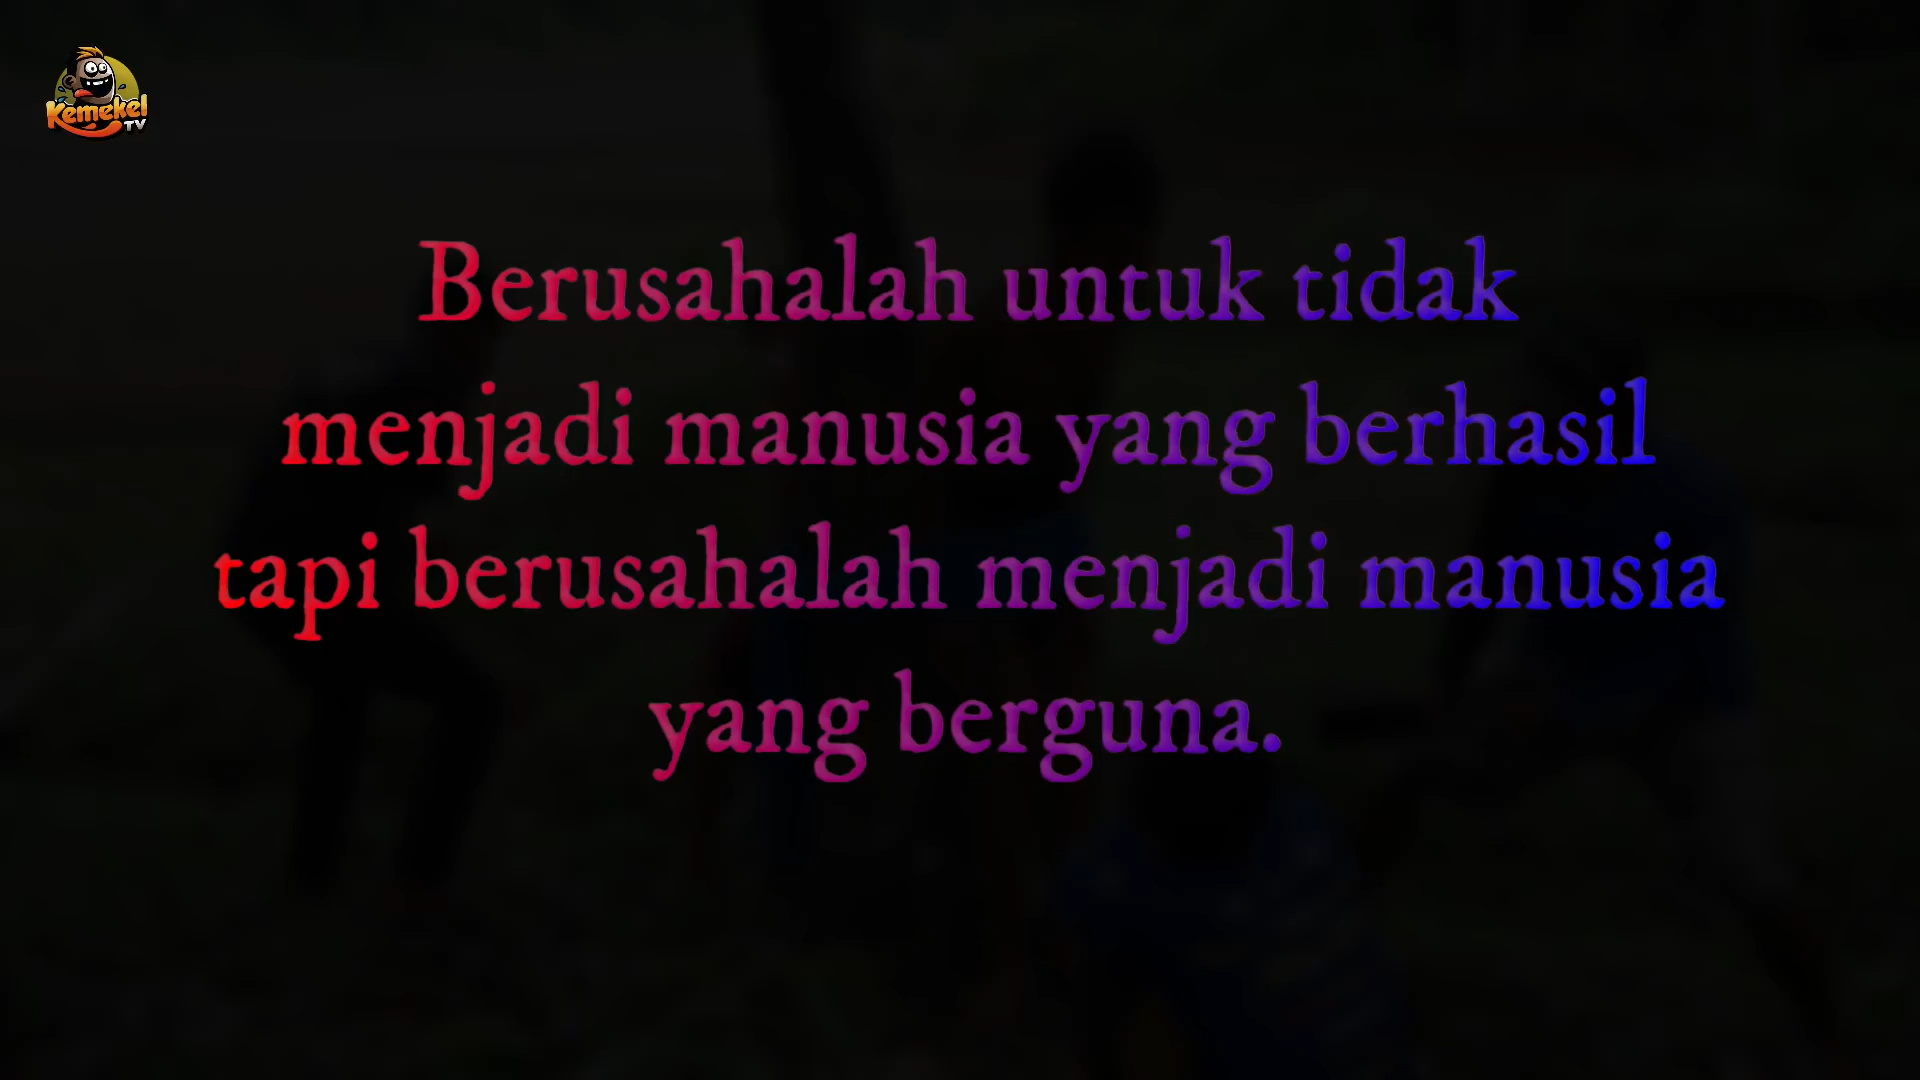 Kemekel
TV
Berusahalah untuk tidak
menjadi manusia yang berhasil
tapi berusahalah menjadi manusia
yang berguna.